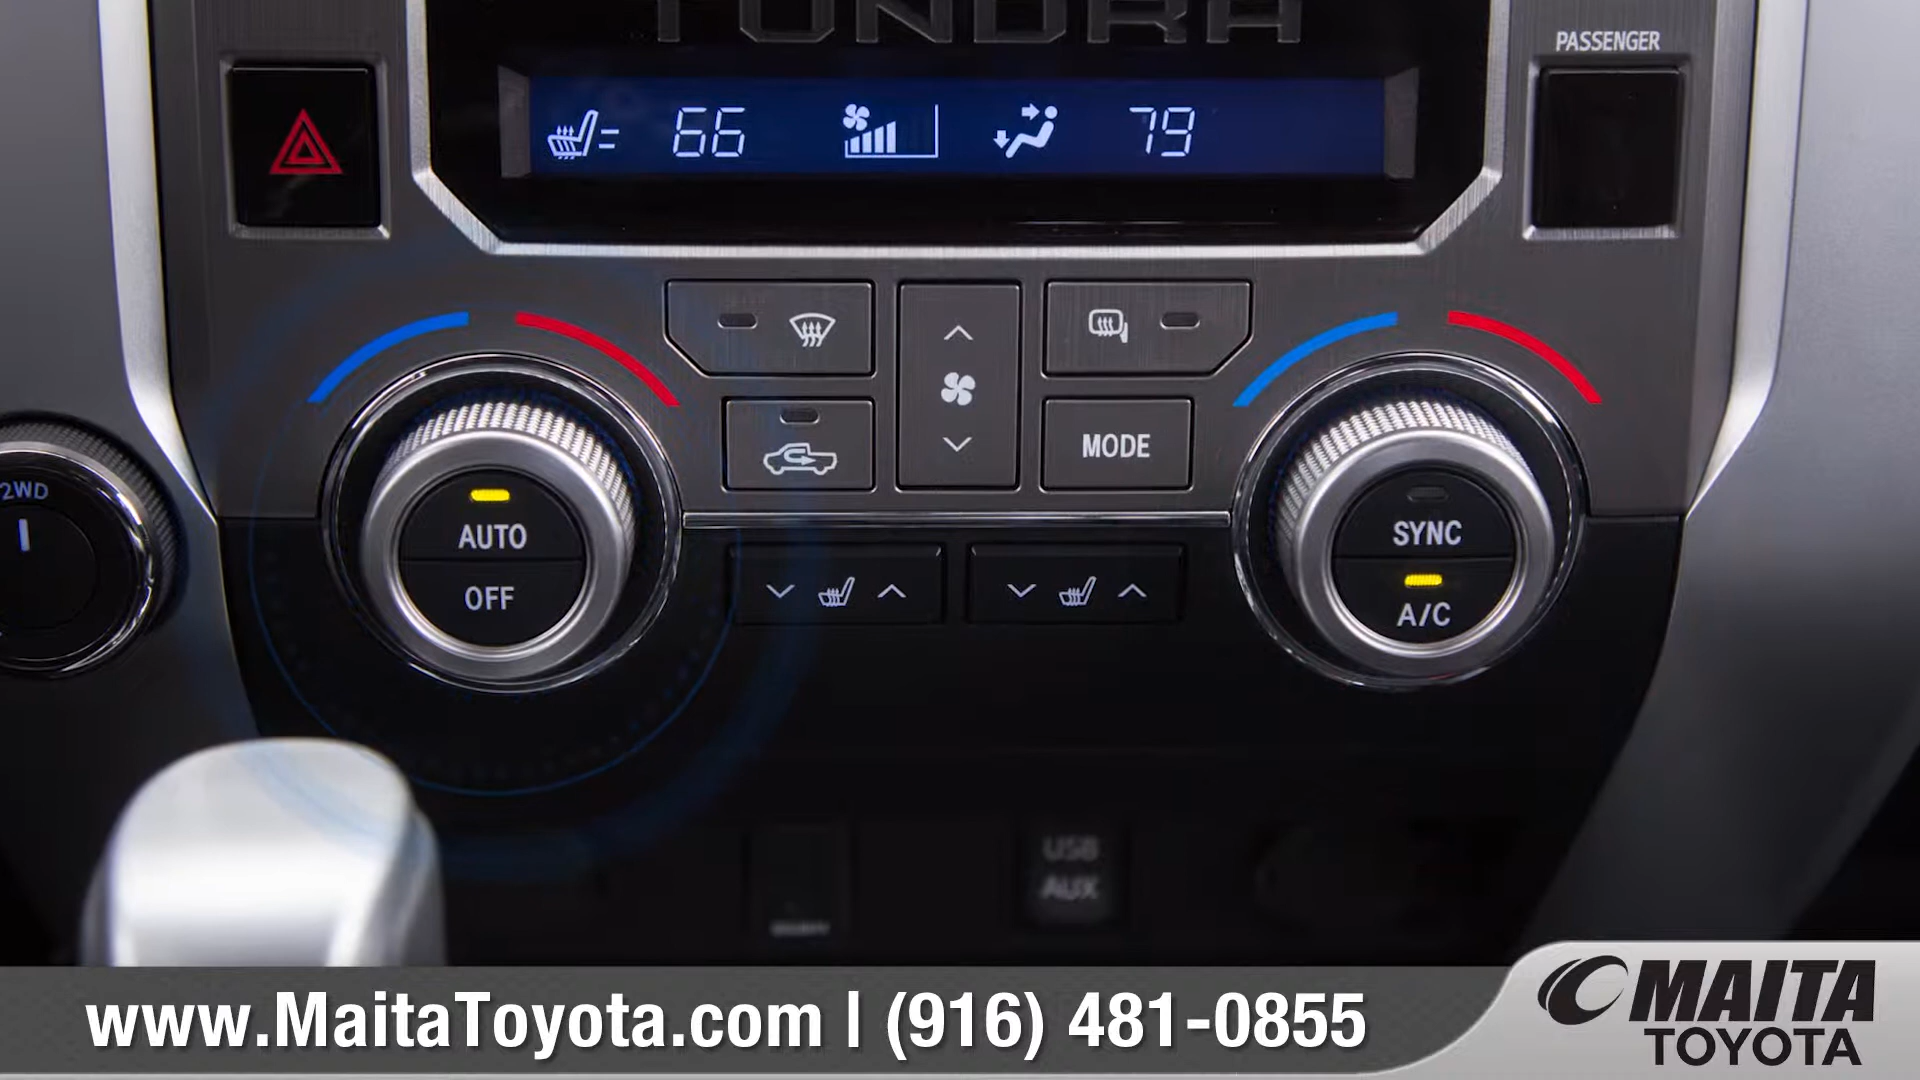 TUNDRA
PASSENGER
66 79
MODE
2WD
AUTO
OFF
SYNC
A/C
USB
AUX
www.MaitaToyota.com | (916) 481-0855
MAITA
TOYOTA